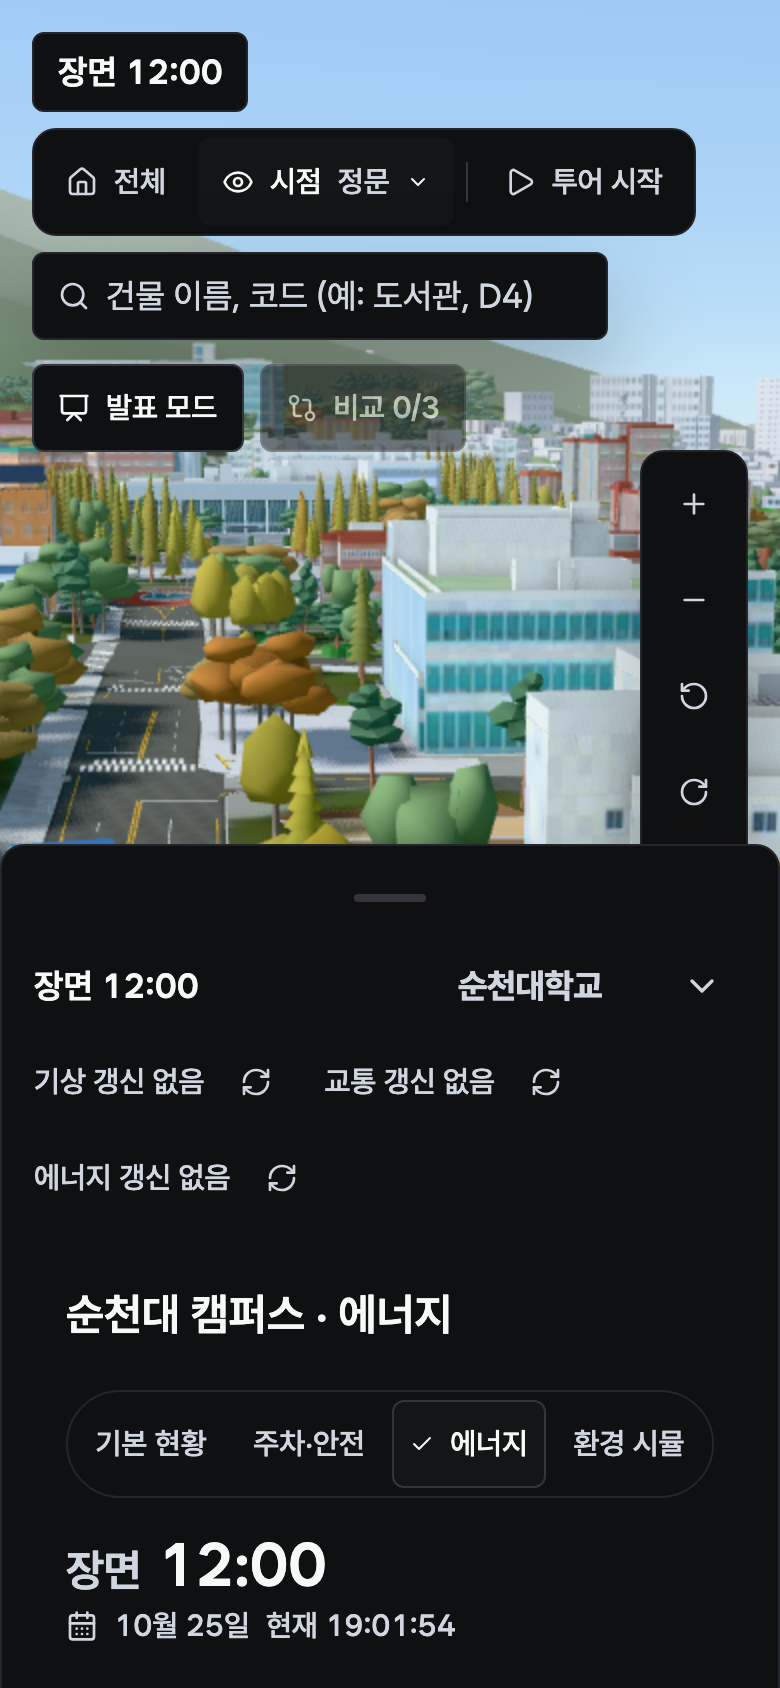 장면 12:00
전체 시점 정문 투어 시작
건물 이름, 코드 (예: 도서관, D4)
발표 모드 비교 0/3
장면 12:00 순천대학교
기상 갱신 없음 교통 갱신 없음
에너지 갱신 없음
순천대 캠퍼스 · 에너지
기본 현황 주차·안전 에너지 환경 시뮬
장면 12:00
10월 25일 현재 19:01:54